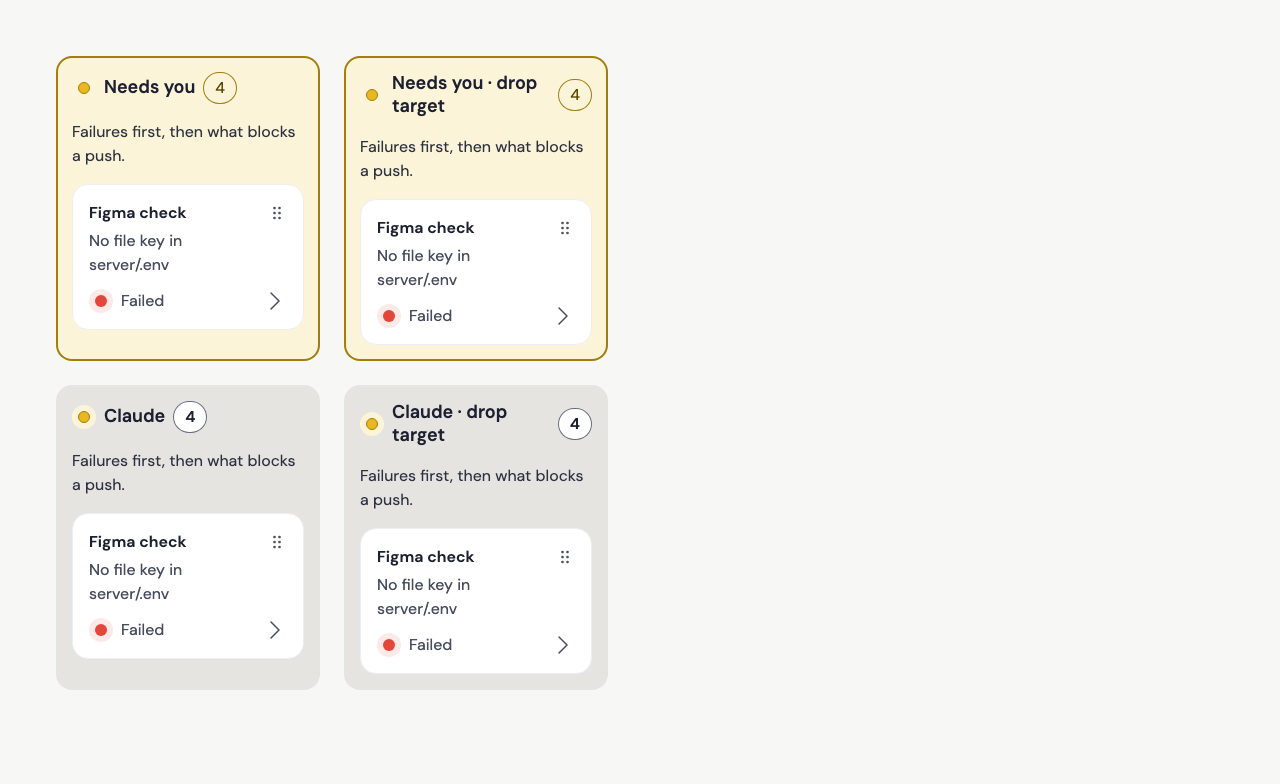 Needs you 4
Failures first, then what blocks
a push.
Figma check
No file key in
server/.env
Failed
Needs you · drop
target
4
Failures first, then what blocks
a push.
Figma check
No file key in
server/.env
Failed
Claude 4
Failures first, then what blocks
a push.
Figma check
No file key in
server/.env
Failed
Claude · drop
target
4
Failures first, then what blocks
a push.
Figma check
No file key in
server/.env
Failed